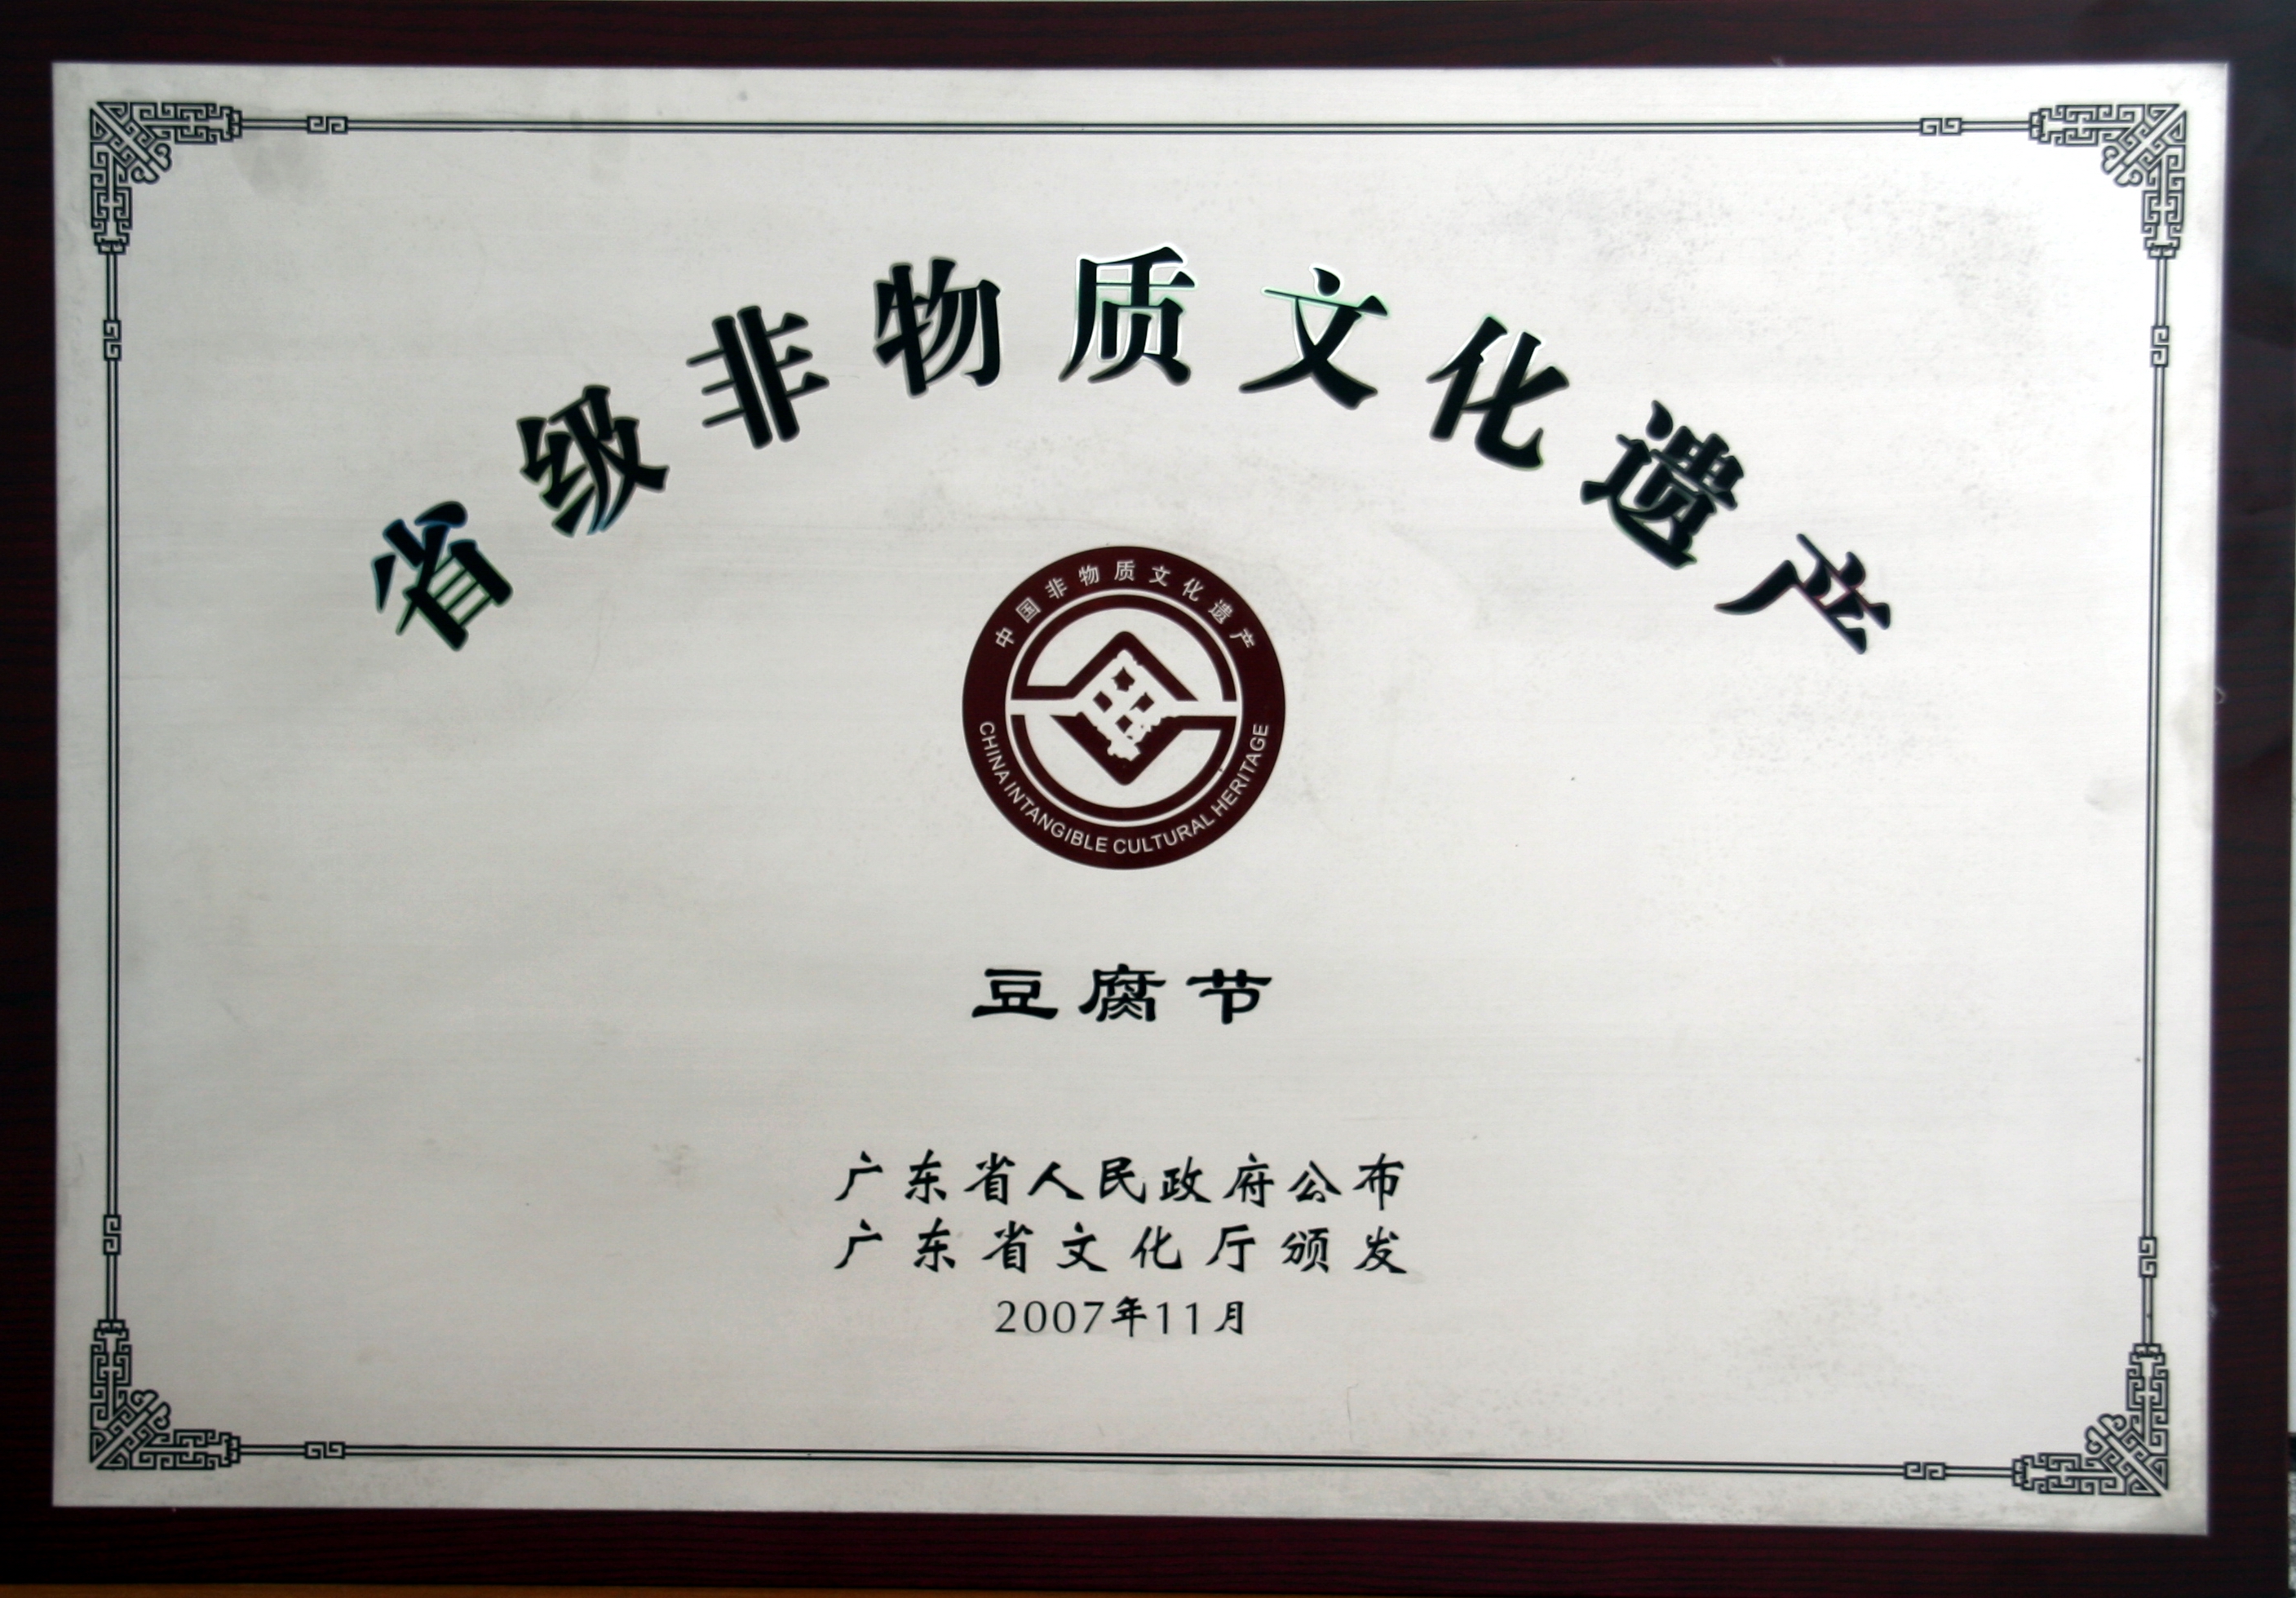 省级非物质文化遗产
中国非物质文化遗产
CHINA INTANGIBLE CULTURAL HERITAGE
豆腐节
广东省人民政府公布
广东省文化厅颁发
2007年11月